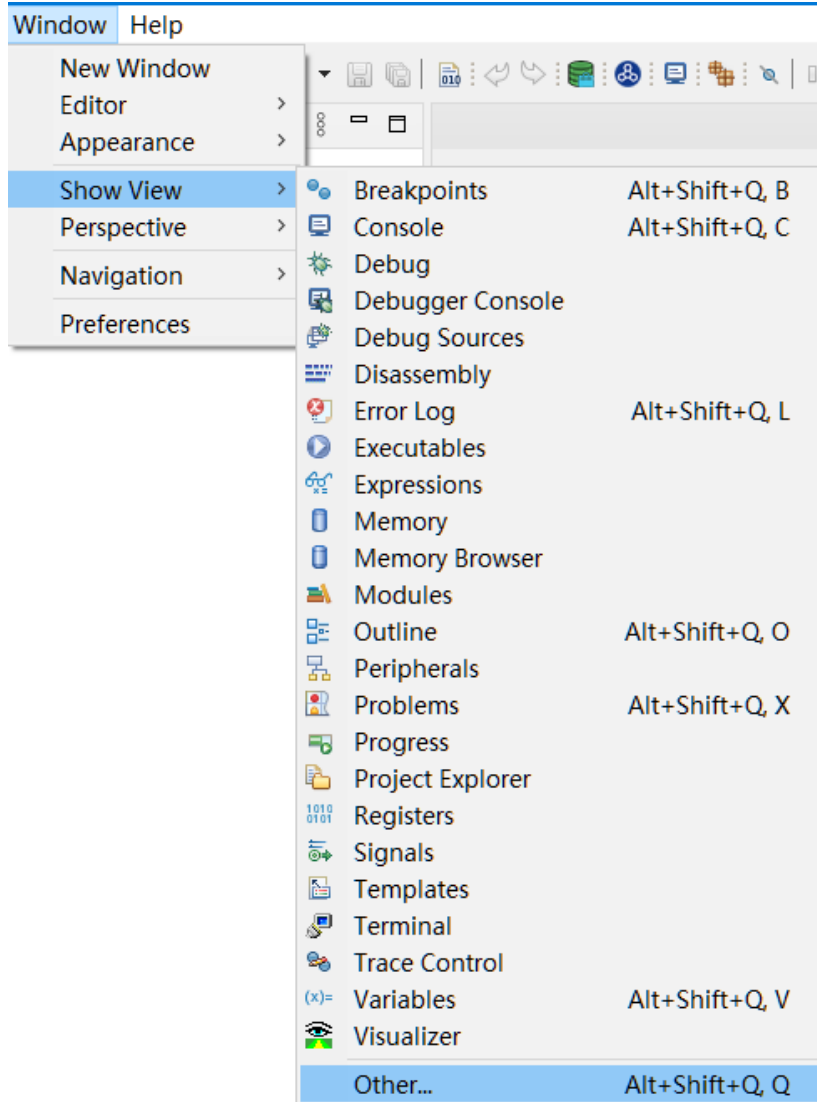 Window Help
New Window
Editor
Appearance
Show View
Perspective
Navigation
Preferences
Breakpoints Alt+Shift+Q, B
Console Alt+Shift+Q, C
Debug
Debugger Console
Debug Sources
Disassembly
Error Log Alt+Shift+Q, L
Executables
Expressions
Memory
Memory Browser
Modules
Outline Alt+Shift+Q, O
Peripherals
Problems Alt+Shift+Q, X
Progress
Project Explorer
Registers
Signals
Templates
Terminal
Trace Control
Variables Alt+Shift+Q, V
Visualizer
Other... Alt+Shift+Q, Q